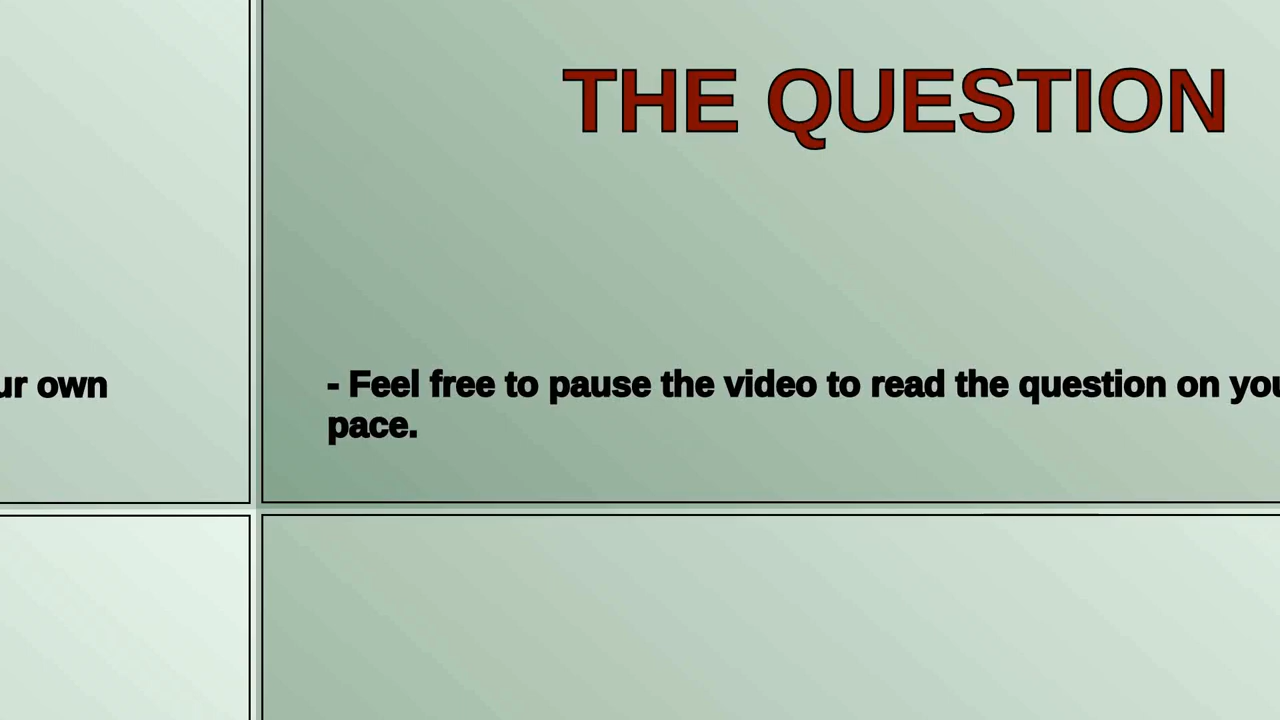 THE QUESTION
ur own
- Feel free to pause the video to read the question on you
pace.